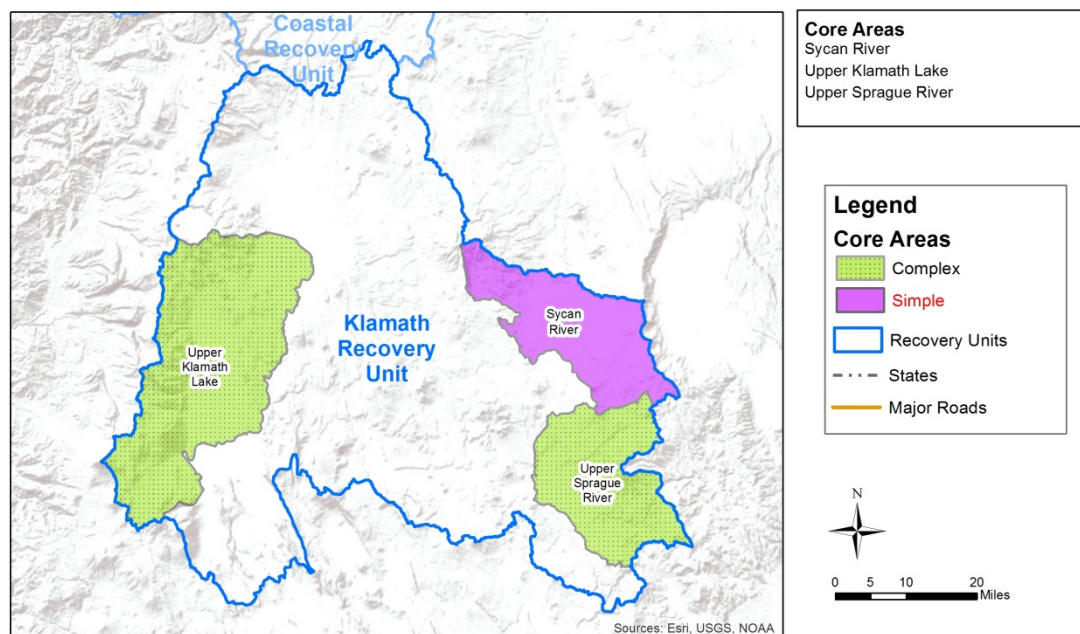 Coastal
Recovery
Unit
Klamath
Recovery
Unit
Upper
Klamath
Lake
Sycan
River
Upper
Sprague
River
Sources: Esri, USGS, NOAA
Core Areas
Sycan River
Upper Klamath Lake
Upper Sprague River
Legend
Core Areas
Complex
Simple
Recovery Units
States
Major Roads
N
0 5 10 20
Miles